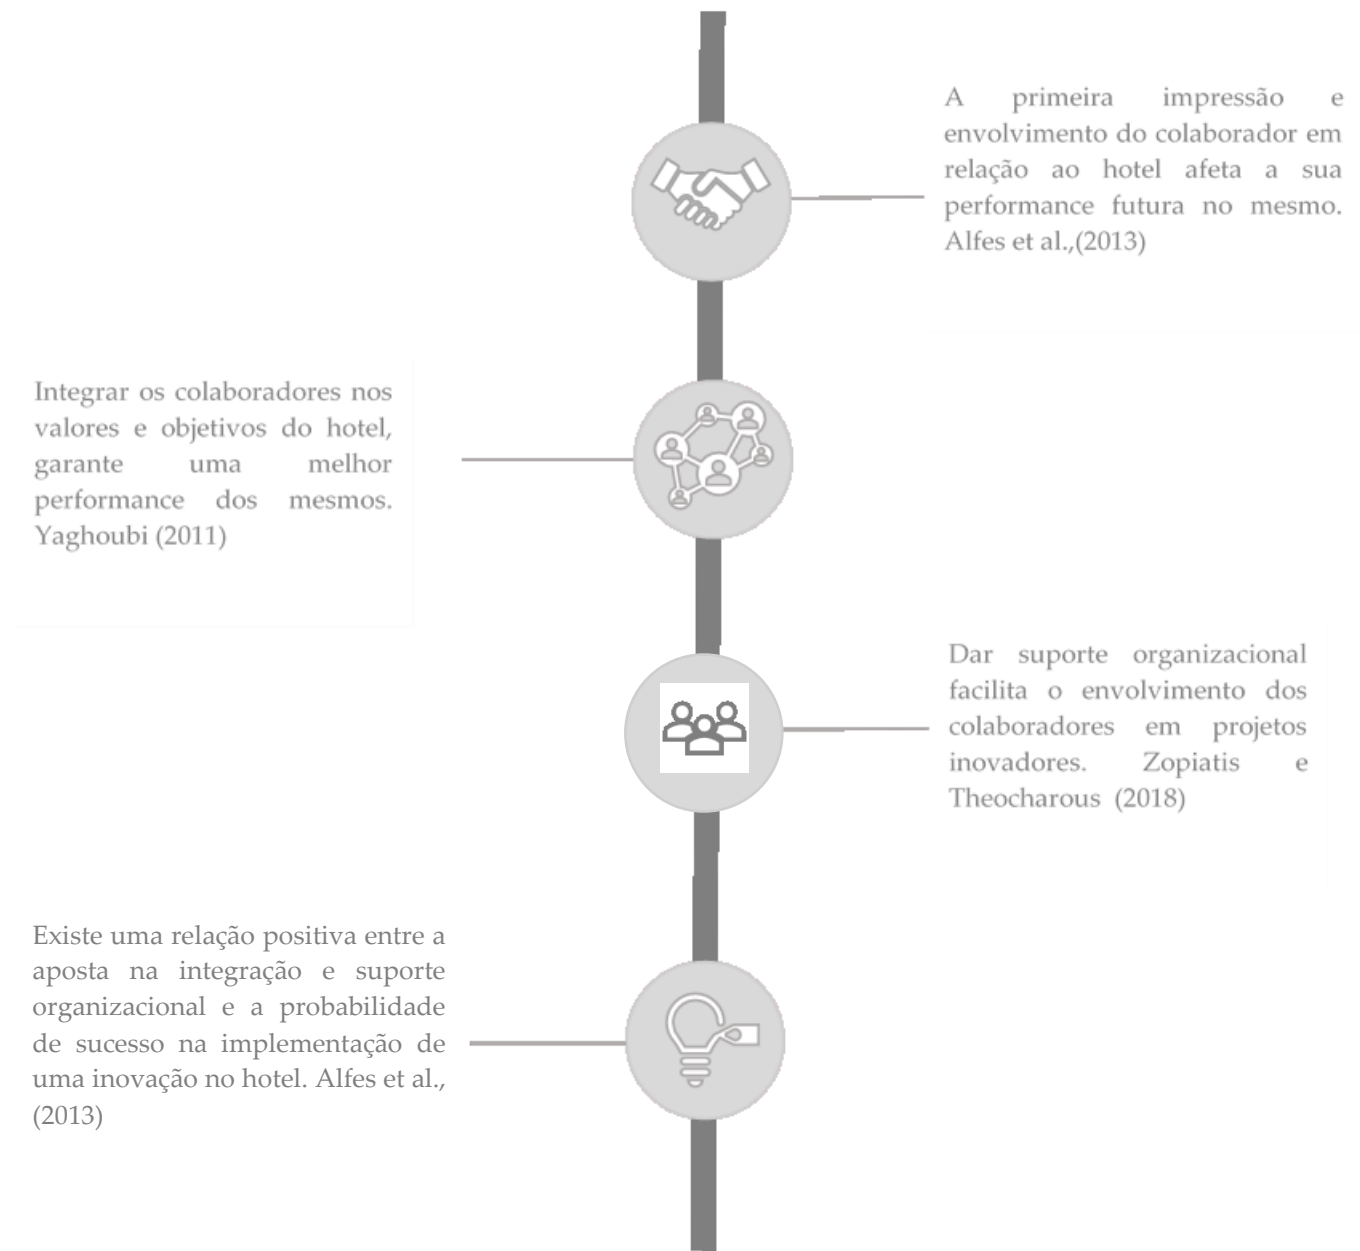 A primeira impressão e
envolvimento do colaborador em
relação ao hotel afeta a sua
performance futura no mesmo.
Alfes et al.,(2013)
Integrar os colaboradores nos
valores e objetivos do hotel,
garante uma melhor
performance dos mesmos.
Yaghoubi (2011)
Dar suporte organizacional
facilita o envolvimento dos
colaboradores em projetos
inovadores. Zopiatis e
Theocharous (2018)
Existe uma relação positiva entre a
aposta na integração e suporte
organizacional e a probabilidade
de sucesso na implementação de
uma inovação no hotel. Alfes et al.,
(2013)